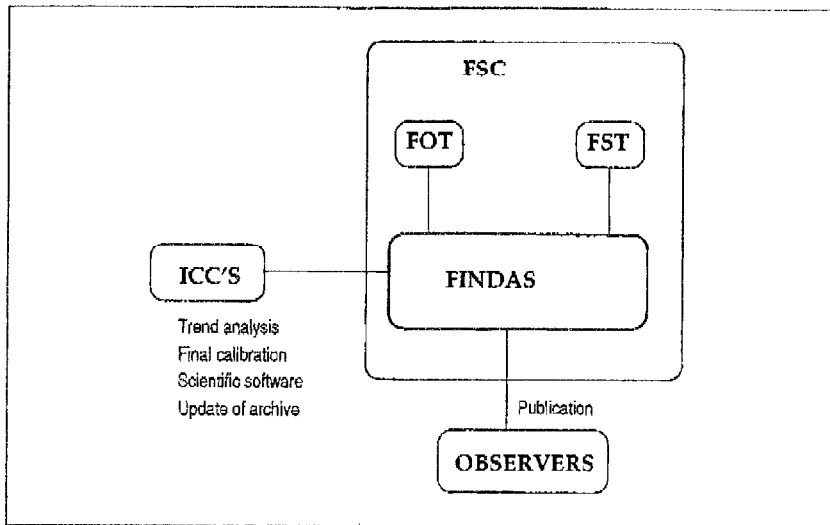 FSC
FOT
FST
ICC'S
FINDAS
Trend analysis
Final calibration
Scientific software
Update of archive
Publication
OBSERVERS